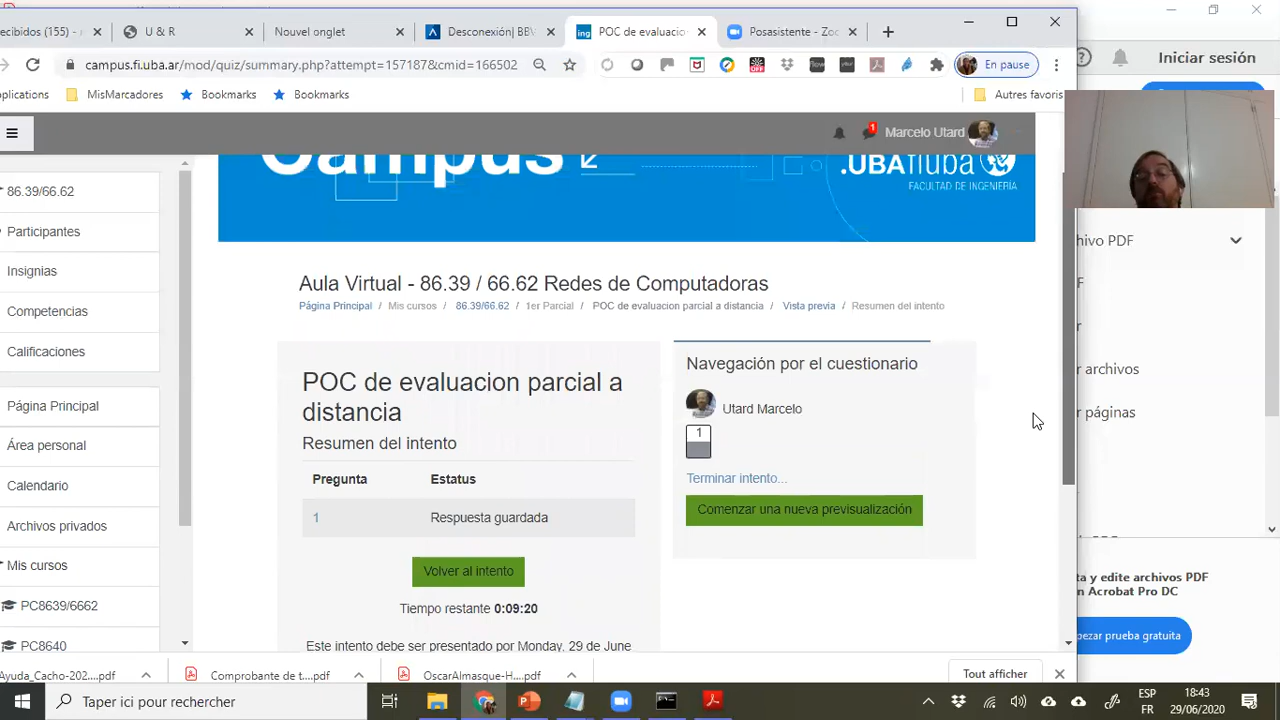 ecibidos (155) -
U & R
Nouvel onglet
Desconexión| BBV
POC de evaluacio
Posasistente - Zoo
campus.fi.uba.ar/mod/quiz/summary.php?attempt=157187&cmid=166502
En pause
plications
MisMarcadores
Bookmarks
Bookmarks
Autres favoris
Iniciar sesión
1
Marcelo Utard
Campus
.UBAfiuba
FACULTAD DE INGENIERÍA
86.39/66.62
Participantes
Insignias
Competencias
Calificaciones
Página Principal
Área personal
Calendario
Archivos privados
Mis cursos
PC8639/6662
PC8640
Aula Virtual - 86.39 / 66.62 Redes de Computadoras
Página Principal / Mis cursos / 86.39/66.62 / 1er Parcial / POC de evaluacion parcial a distancia / Vista previa / Resumen del intento
POC de evaluacion parcial a
distancia
Resumen del intento
Pregunta Estatus
1 Respuesta guardada
Volver al intento
Tiempo restante 0:09:20
Este intento debe ser presentado por Monday, 29 de June
Navegación por el cuestionario
Utard Marcelo
1
Terminar intento...
Comenzar una nueva previsualización
hivo PDF
F
r
r archivos
r páginas
ta y edite archivos PDF
n Acrobat Pro DC
pezar prueba gratuita
Ayuda_Cacho-202....pdf
Comprobante de t....pdf
OscarAlmasque-H....pdf
Tout afficher
Taper ici pour rechercher
ESP
FR
18:43
29/06/2020